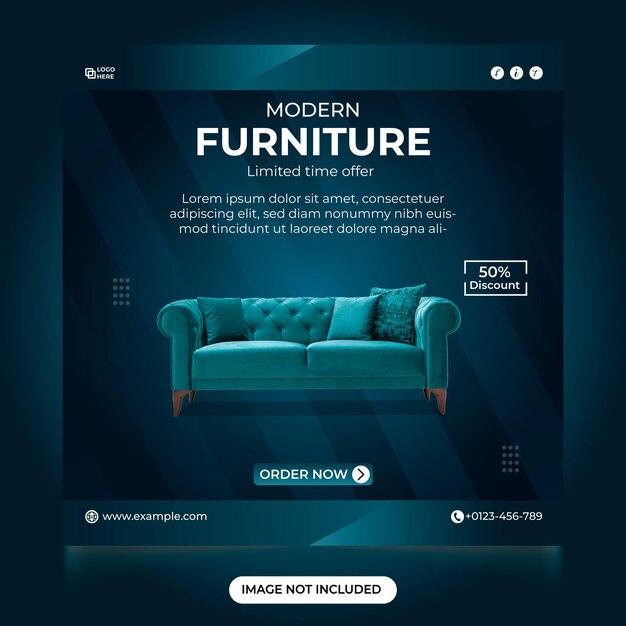 LOGO
HERE
MODERN
FURNITURE
Limited time offer
Lorem ipsum dolor sit amet, consectetuer
adipiscing elit, sed diam nonummy nibh euis-
mod tincidunt ut laoreet dolore magna ali-
50%
Discount
ORDER NOW
www.example.com
+0123-456-789
IMAGE NOT INCLUDED